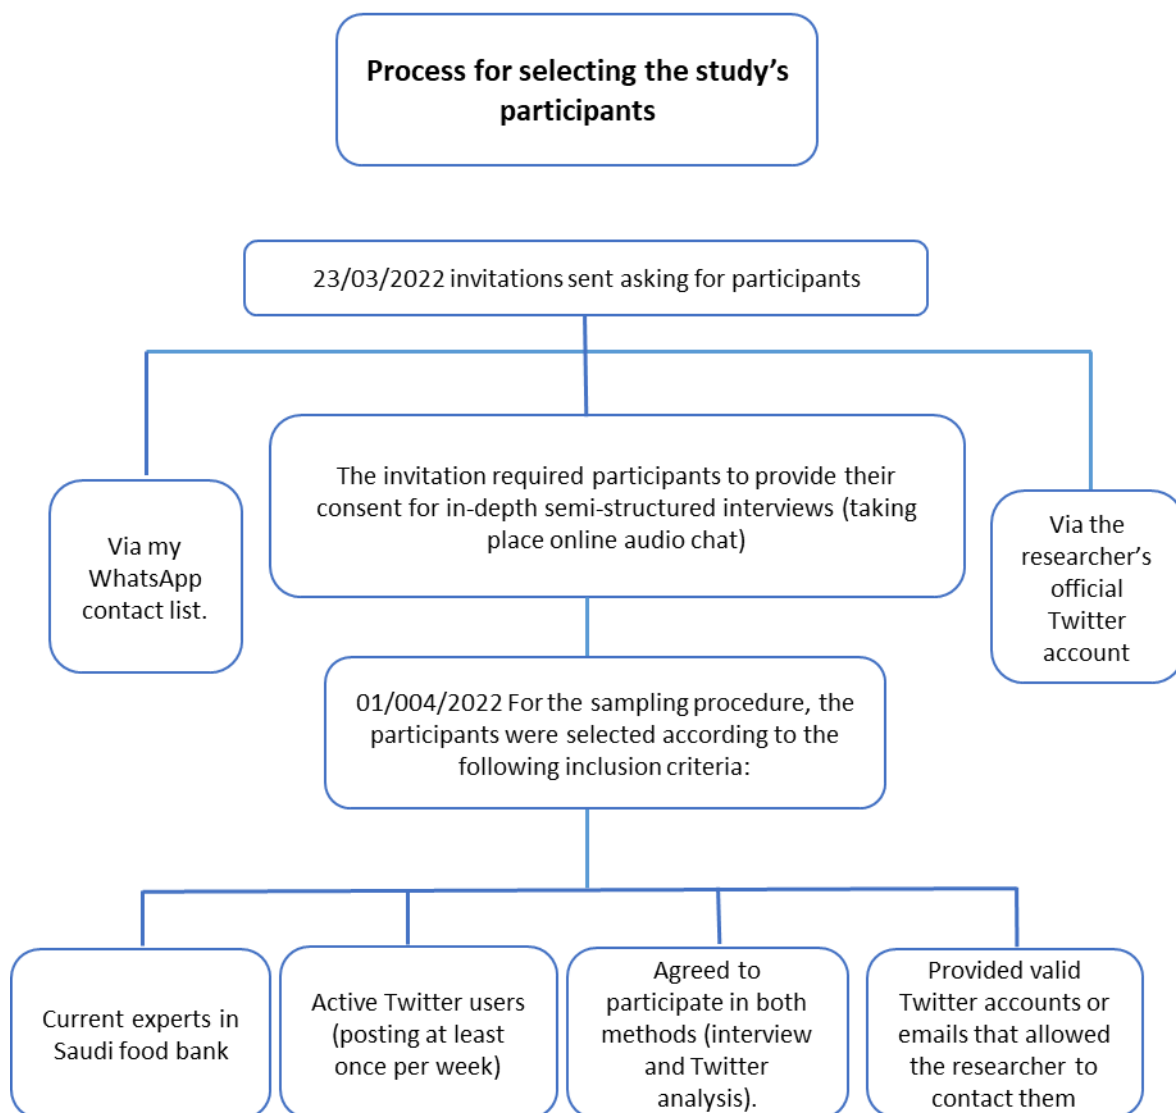 Process for selecting the study's
participants
23/03/2022 invitations sent asking for participants
Via my
WhatsApp
contact list.
The invitation required participants to provide their
consent for in-depth semi-structured interviews (taking
place online audio chat)
Via the
researcher's
official
Twitter
account
01/004/2022 For the sampling procedure, the
participants were selected according to the
following inclusion criteria:
Current experts in
Saudi food bank
Active Twitter users
(posting at least
once per week)
Agreed to
participate in both
methods (interview
and Twitter
analysis).
Provided valid
Twitter accounts or
emails that allowed
the researcher to
contact them